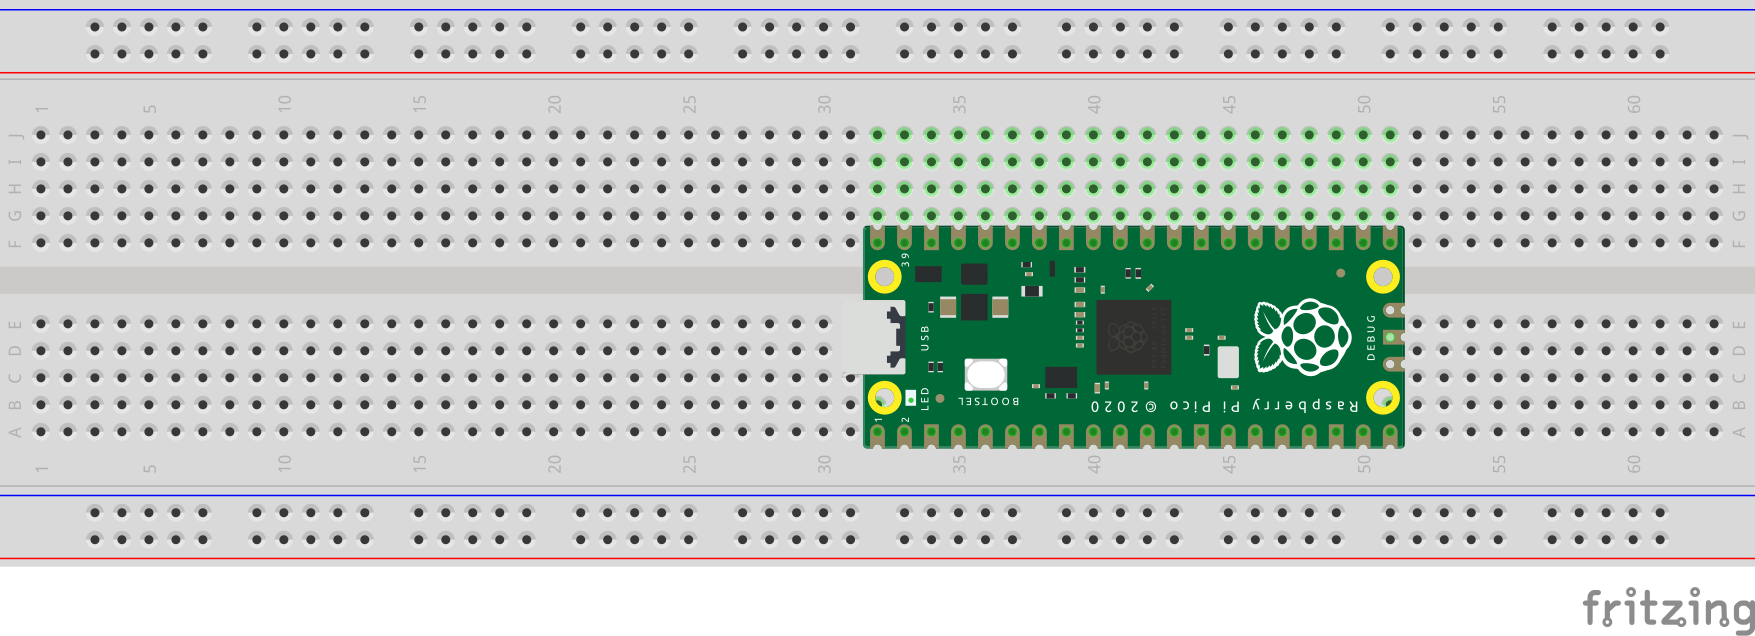 1 5 10 15 20 25 30 35 40 45 50 55 60
J J
I I
H H
G G
F F
39
E E
D D
C C
B B
A A
USB
DEBUG
LED
BOOTSEL
Raspberry Pi Pico © 2020
1
2
1 5 10 15 20 25 30 35 40 45 50 55 60
fritzing